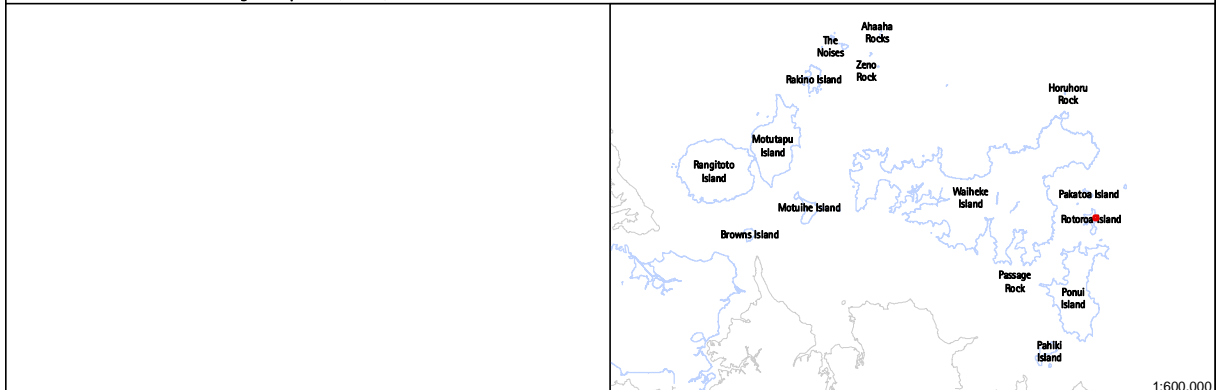 Ahaaha
Rocks
The
Noises
Zeno
Rock
Rakino Island
Horuhoru
Rock
Motutapu
Island
Rangitoto
Island
Waiheke
Island
Pakatoa Island
Motuihe Island
Rotoroa Island
Browns Island
Passage
Rock
Ponui
Island
Pahiki
Island
1:600,000